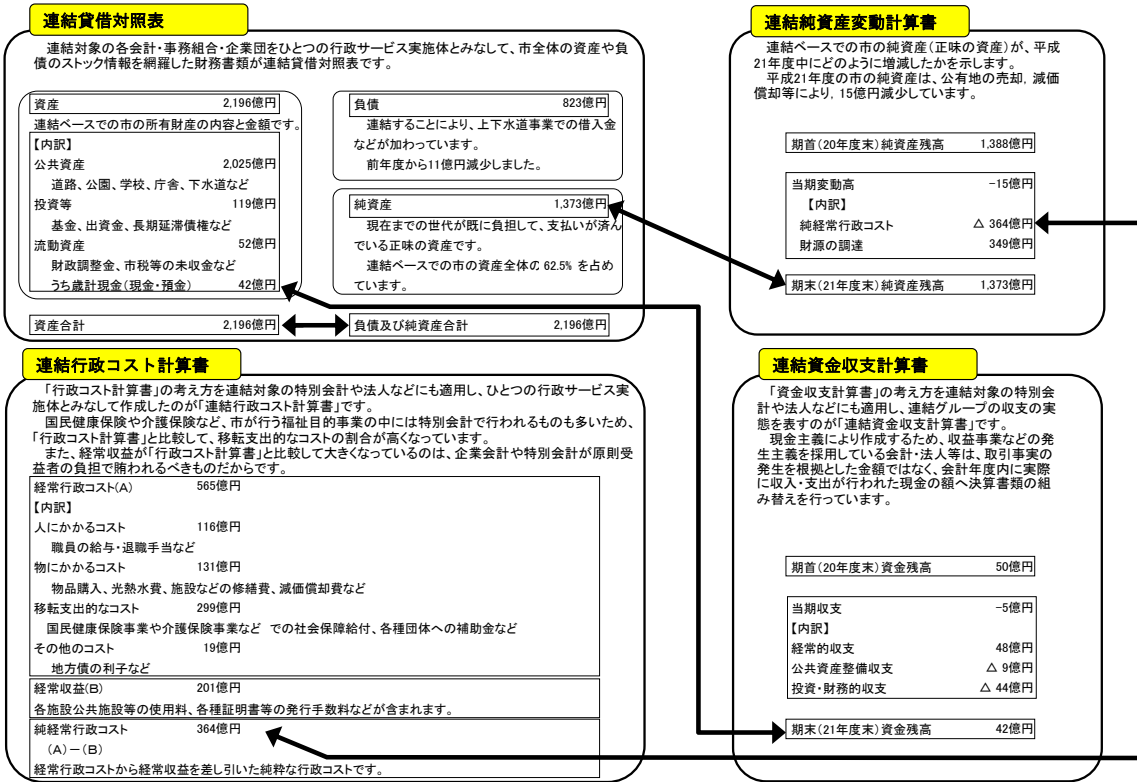 連結貸借対照表
連結対象の各会計・事務組合・企業団をひとつの行政サービス実施体とみなして、市全体の資産や負
債のストック情報を網羅した財務書類が連結貸借対照表です。
資産 2,196億円
連結ベースでの市の所有財産の内容と金額です。
【内訳】
公共資産 2,025億円
道路、公園、学校、庁舎、下水道など
投資等 119億円
基金、出資金、長期延滞債権など
流動資産 52億円
財政調整金、市税等の未収金など
うち歳計現金(現金・預金) 42億円
資産合計 2,196億円
負債 823億円
連結することにより、上下水道事業での借入金
などが加わっています。
前年度から11億円減少しました。
純資産 1,373億円
現在までの世代が既に負担して、支払いが済ん
でいる正味の資産です。
連結ベースでの市の資産全体の 62.5% を占め
ています。
負債及び純資産合計 2,196億円
連結純資産変動計算書
連結ベースでの市の純資産(正味の資産)が、平成
21年度中にどのように増減したかを示します。
平成21年度の市の純資産は、公有地の売却, 減価
償却等により, 15億円減少しています。
期首(20年度末)純資産残高 1,388億円
当期変動高 -15億円
【内訳】
純経常行政コスト △ 364億円
財源の調達 349億円
期末(21年度末)純資産残高 1,373億円
連結行政コスト計算書
「行政コスト計算書」の考え方を連結対象の特別会計や法人などにも適用し、ひとつの行政サービス実
施体とみなして作成したのが「連結行政コスト計算書」です。
国民健康保険や介護保険など、市が行う福祉目的事業の中には特別会計で行われるものも多いため、
「行政コスト計算書」と比較して、移転支出的なコストの割合が高くなっています。
また、経常収益が「行政コスト計算書」と比較して大きくなっているのは、企業会計や特別会計が原則受
益者の負担で賄われるべきものだからです。
経常行政コスト(A) 565億円
【内訳】
人にかかるコスト 116億円
職員の給与・退職手当など
物にかかるコスト 131億円
物品購入、光熱水費、施設などの修繕費、減価償却費など
移転支出的なコスト 299億円
国民健康保険事業や介護保険事業など での社会保障給付、各種団体への補助金など
その他のコスト 19億円
地方債の利子など
経常収益(B) 201億円
各施設公共施設等の使用料、各種証明書等の発行手数料などが含まれます。
純経常行政コスト 364億円
(A)-(B)
経常行政コストから経常収益を差し引いた純粋な行政コストです。
連結資金収支計算書
「資金収支計算書」の考え方を連結対象の特別会
計や法人などにも適用し、連結グループの収支の実
態を表すのが「連結資金収支計算書」です。
現金主義により作成するため、収益事業などの発
生主義を採用している会計・法人等は、取引事実の
発生を根拠とした金額ではなく、会計年度内に実際
に収入・支出が行われた現金の額へ決算書類の組
み替えを行っています。
期首(20年度末)資金残高 50億円
当期収支 -5億円
【内訳】
経常的収支 48億円
公共資産整備収支 △ 9億円
投資・財務的収支 △ 44億円
期末(21年度末)資金残高 42億円